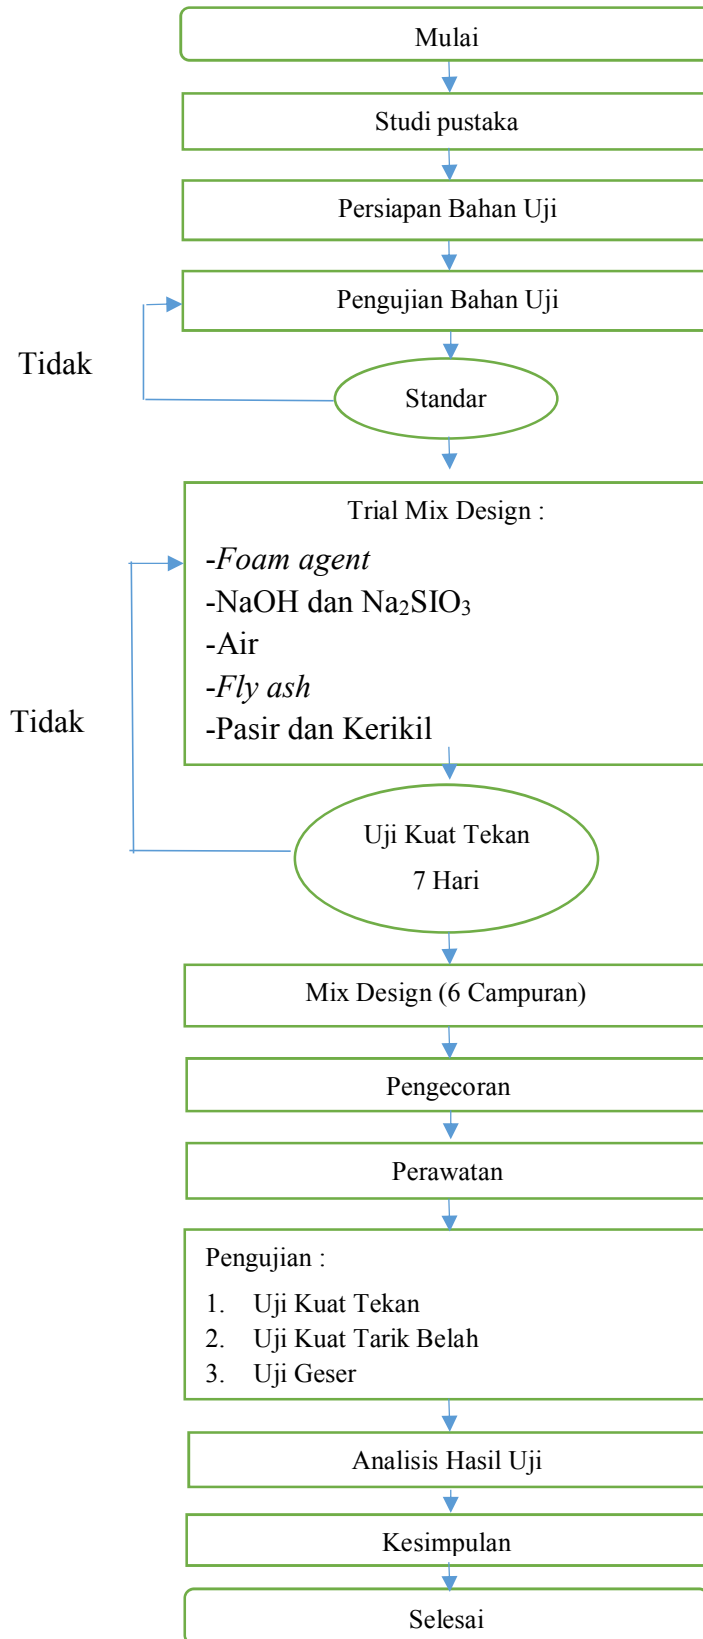 Mulai
Studi pustaka
Persiapan Bahan Uji
Pengujian Bahan Uji
Tidak
Standar
Trial Mix Design :
-Foam agent
-NaOH dan Na₂SIO₃
-Air
-Fly ash
-Pasir dan Kerikil
Tidak
Uji Kuat Tekan
7 Hari
Mix Design (6 Campuran)
Pengecoran
Perawatan
Pengujian :
1. Uji Kuat Tekan
2. Uji Kuat Tarik Belah
3. Uji Geser
Analisis Hasil Uji
Kesimpulan
Selesai